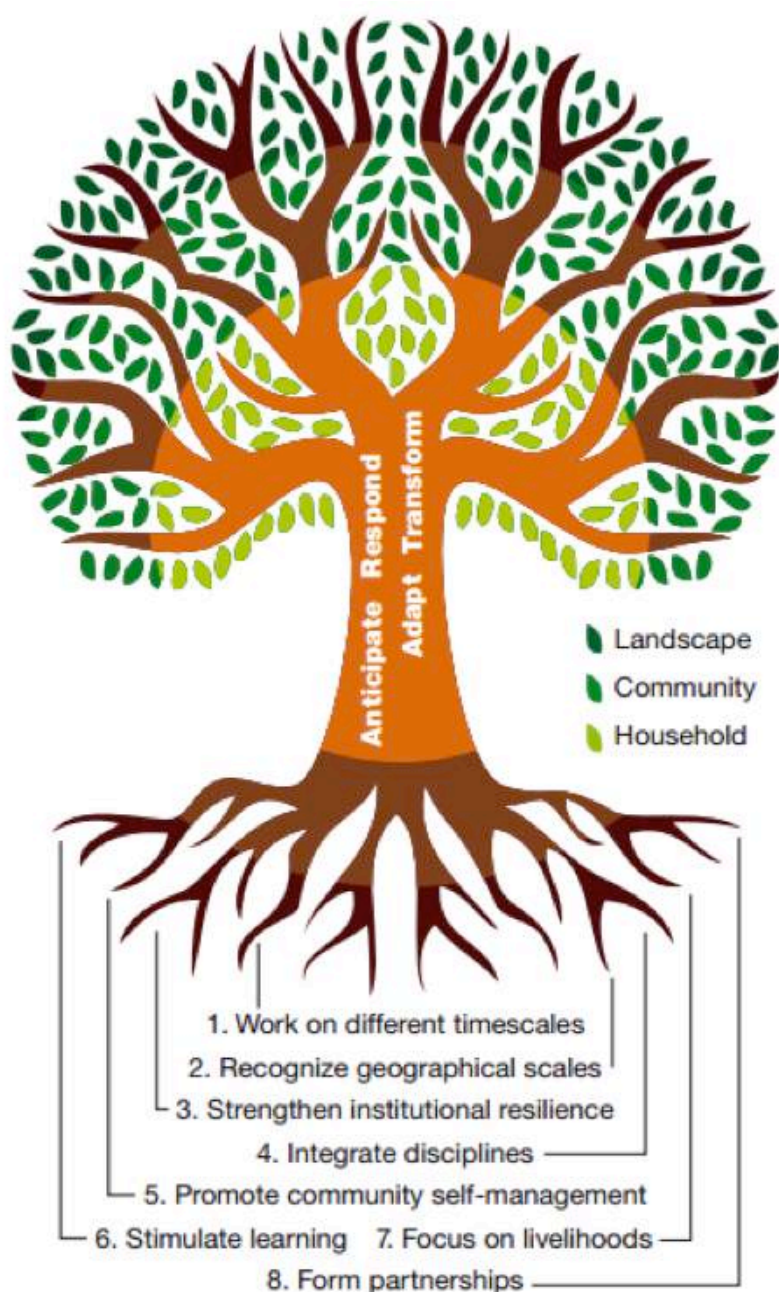 Anticipate Respond
Adapt Transform
Landscape
Community
Household
1. Work on different timescales
2. Recognize geographical scales
3. Strengthen institutional resilience
4. Integrate disciplines
5. Promote community self-management
6. Stimulate learning 7. Focus on livelihoods
8. Form partnerships